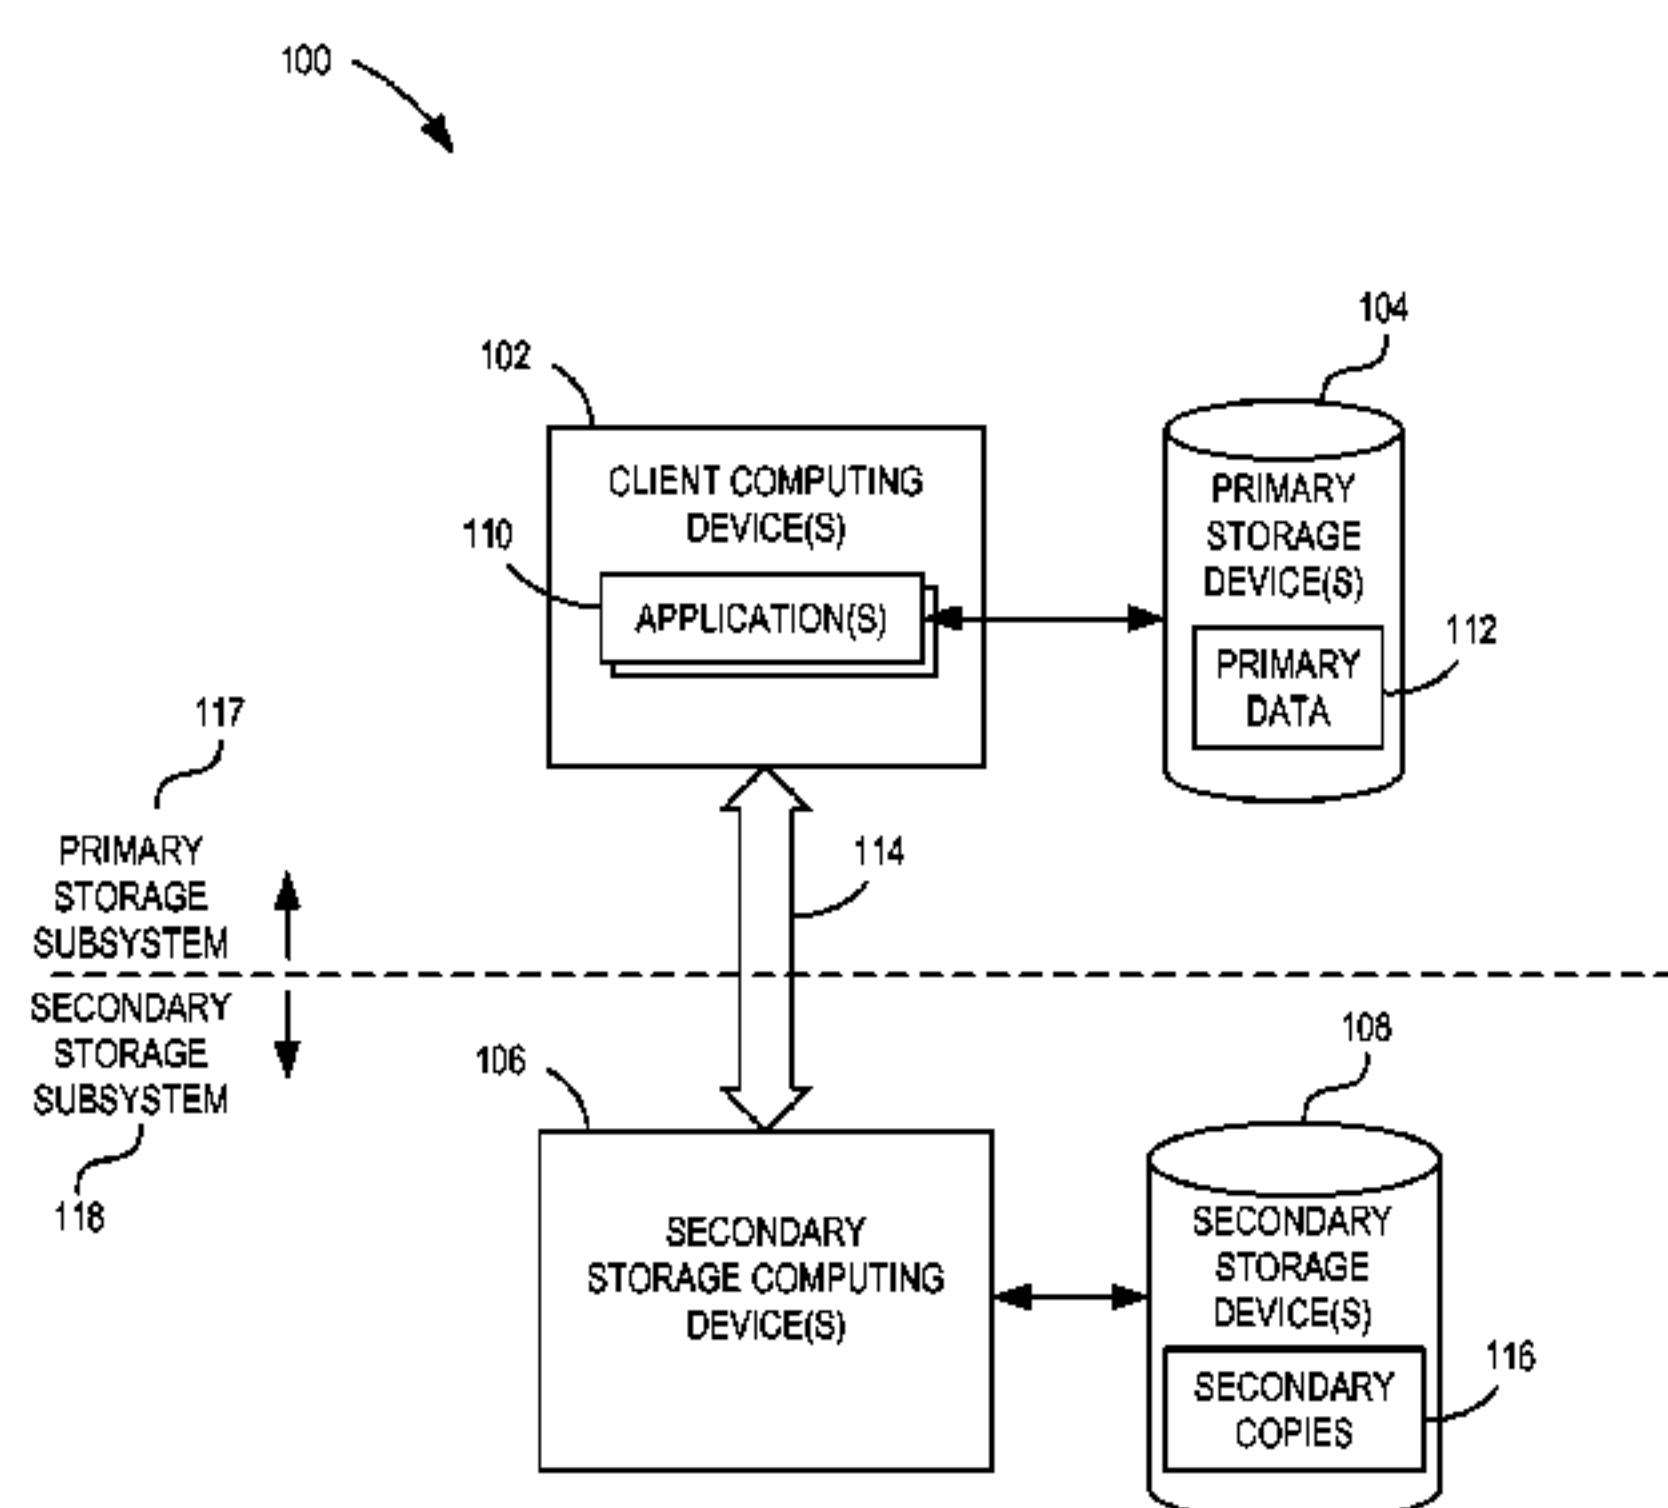 100
104
102
CLIENT COMPUTING
DEVICE(S)
110
APPLICATION(S)
PRIMARY
STORAGE
DEVICE(S)
112
PRIMARY
DATA
117
PRIMARY
STORAGE
SUBSYSTEM
114
SECONDARY
STORAGE
SUBSYSTEM
118
106
108
SECONDARY
STORAGE COMPUTING
DEVICE(S)
SECONDARY
STORAGE
DEVICE(S)
116
SECONDARY
COPIES